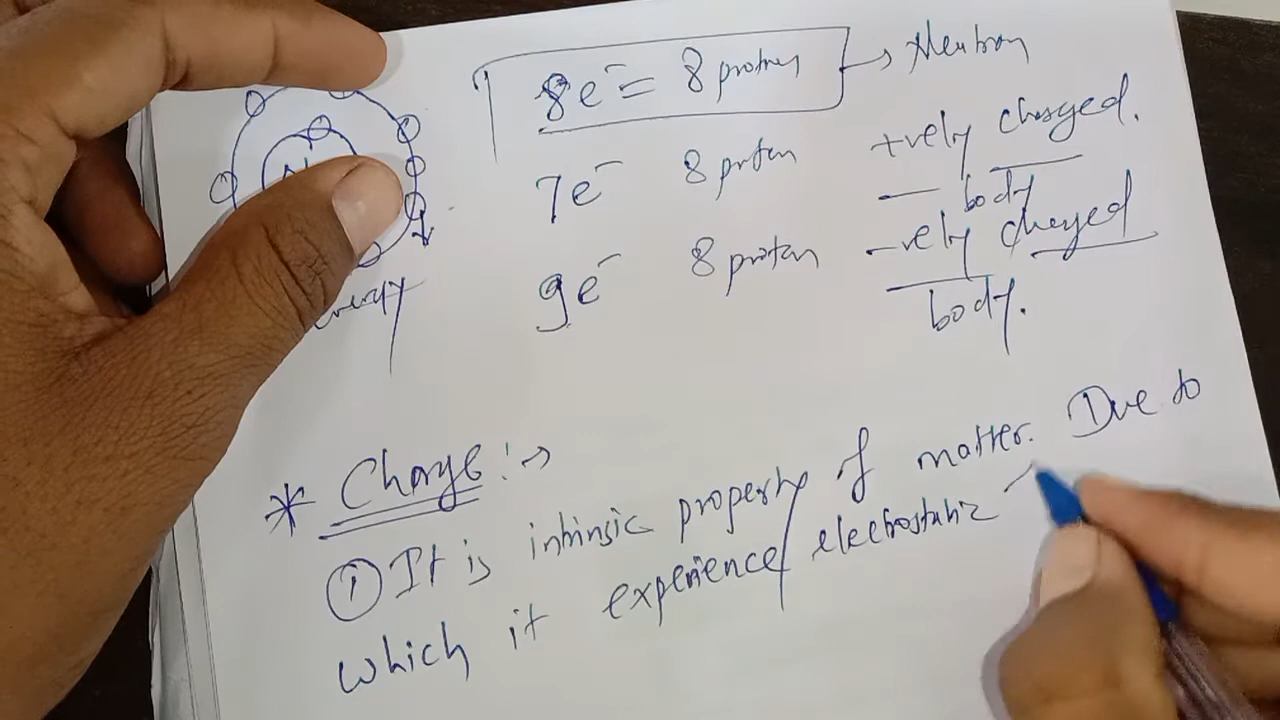 8e⁻ = 8 protons → Neutron
7e⁻ 8 proton +vely charged.
body
9e⁻ 8 proton -vely charged
body.
* Charge :→
① It is intrinsic property of matter. Due to
which it experience electrostatic